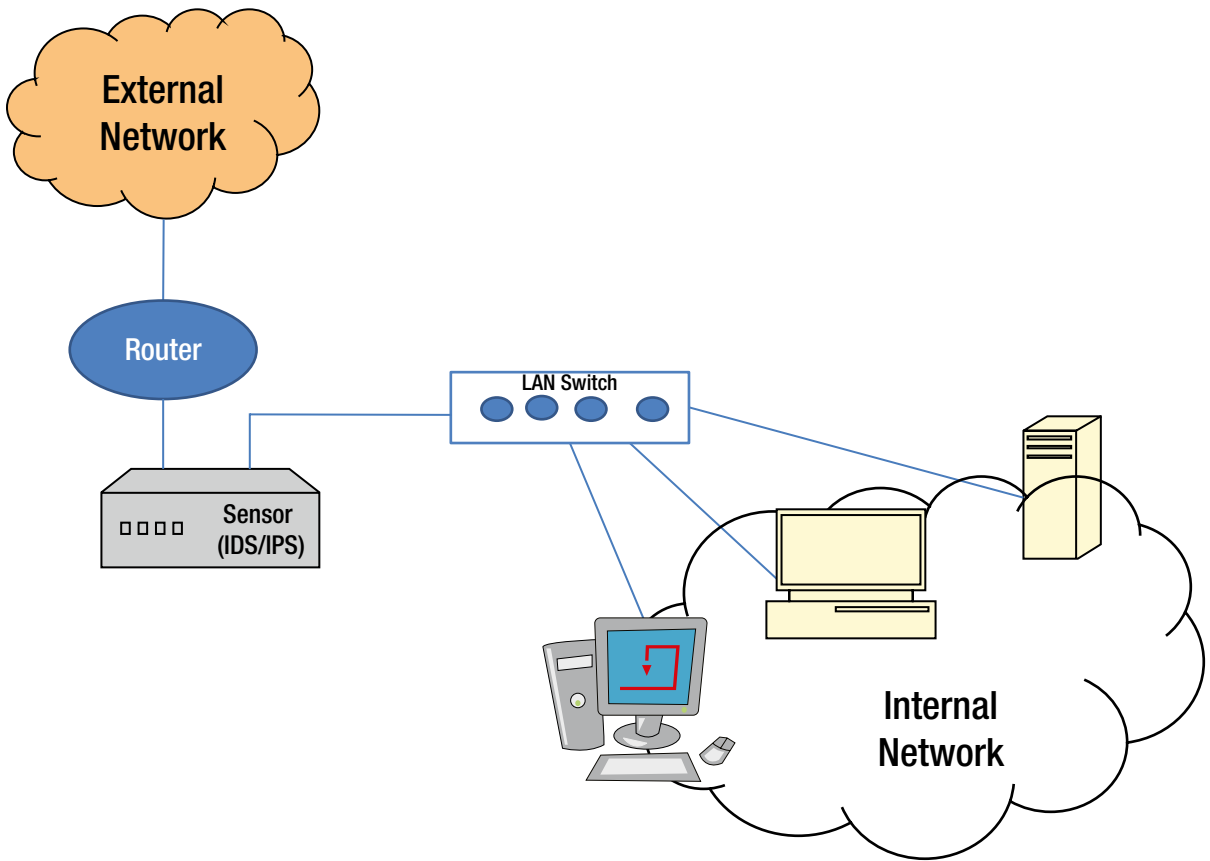 External
Network
Router
LAN Switch
Sensor
(IDS/IPS)
Internal
Network